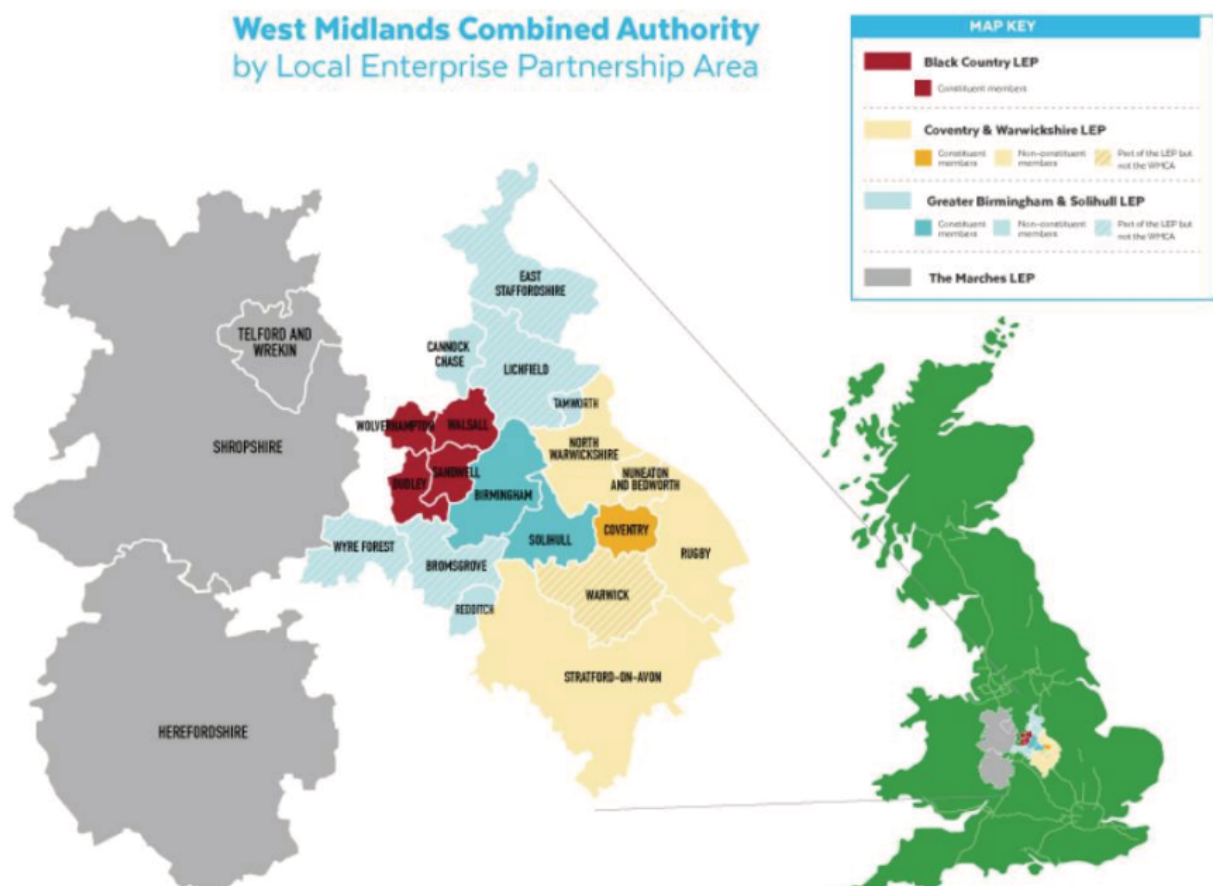 West Midlands Combined Authority
by Local Enterprise Partnership Area
MAP KEY
Black Country LEP
Constituent members
Coventry & Warwickshire LEP
Constituent
members
Non-constituent
members
Part of the LEP but
not the WMCA
Greater Birmingham & Solihull LEP
Constituent
members
Non-constituent
members
Part of the LEP but
not the WMCA
The Marches LEP
EAST
STAFFORDSHIRE
TELFORD AND
WREKIN
CANNOCK
CHASE
LICHFIELD
TAMWORTH
WOLVERHAMPTON
WALSALL
SHROPSHIRE
NORTH
WARWICKSHIRE
SANDWELL
DUDLEY
NUNEATON
AND BEDWORTH
BIRMINGHAM
COVENTRY
SOLIHULL
WYRE FOREST
RUGBY
BROMSGROVE
WARWICK
REDDITCH
STRATFORD-ON-AVON
HEREFORDSHIRE